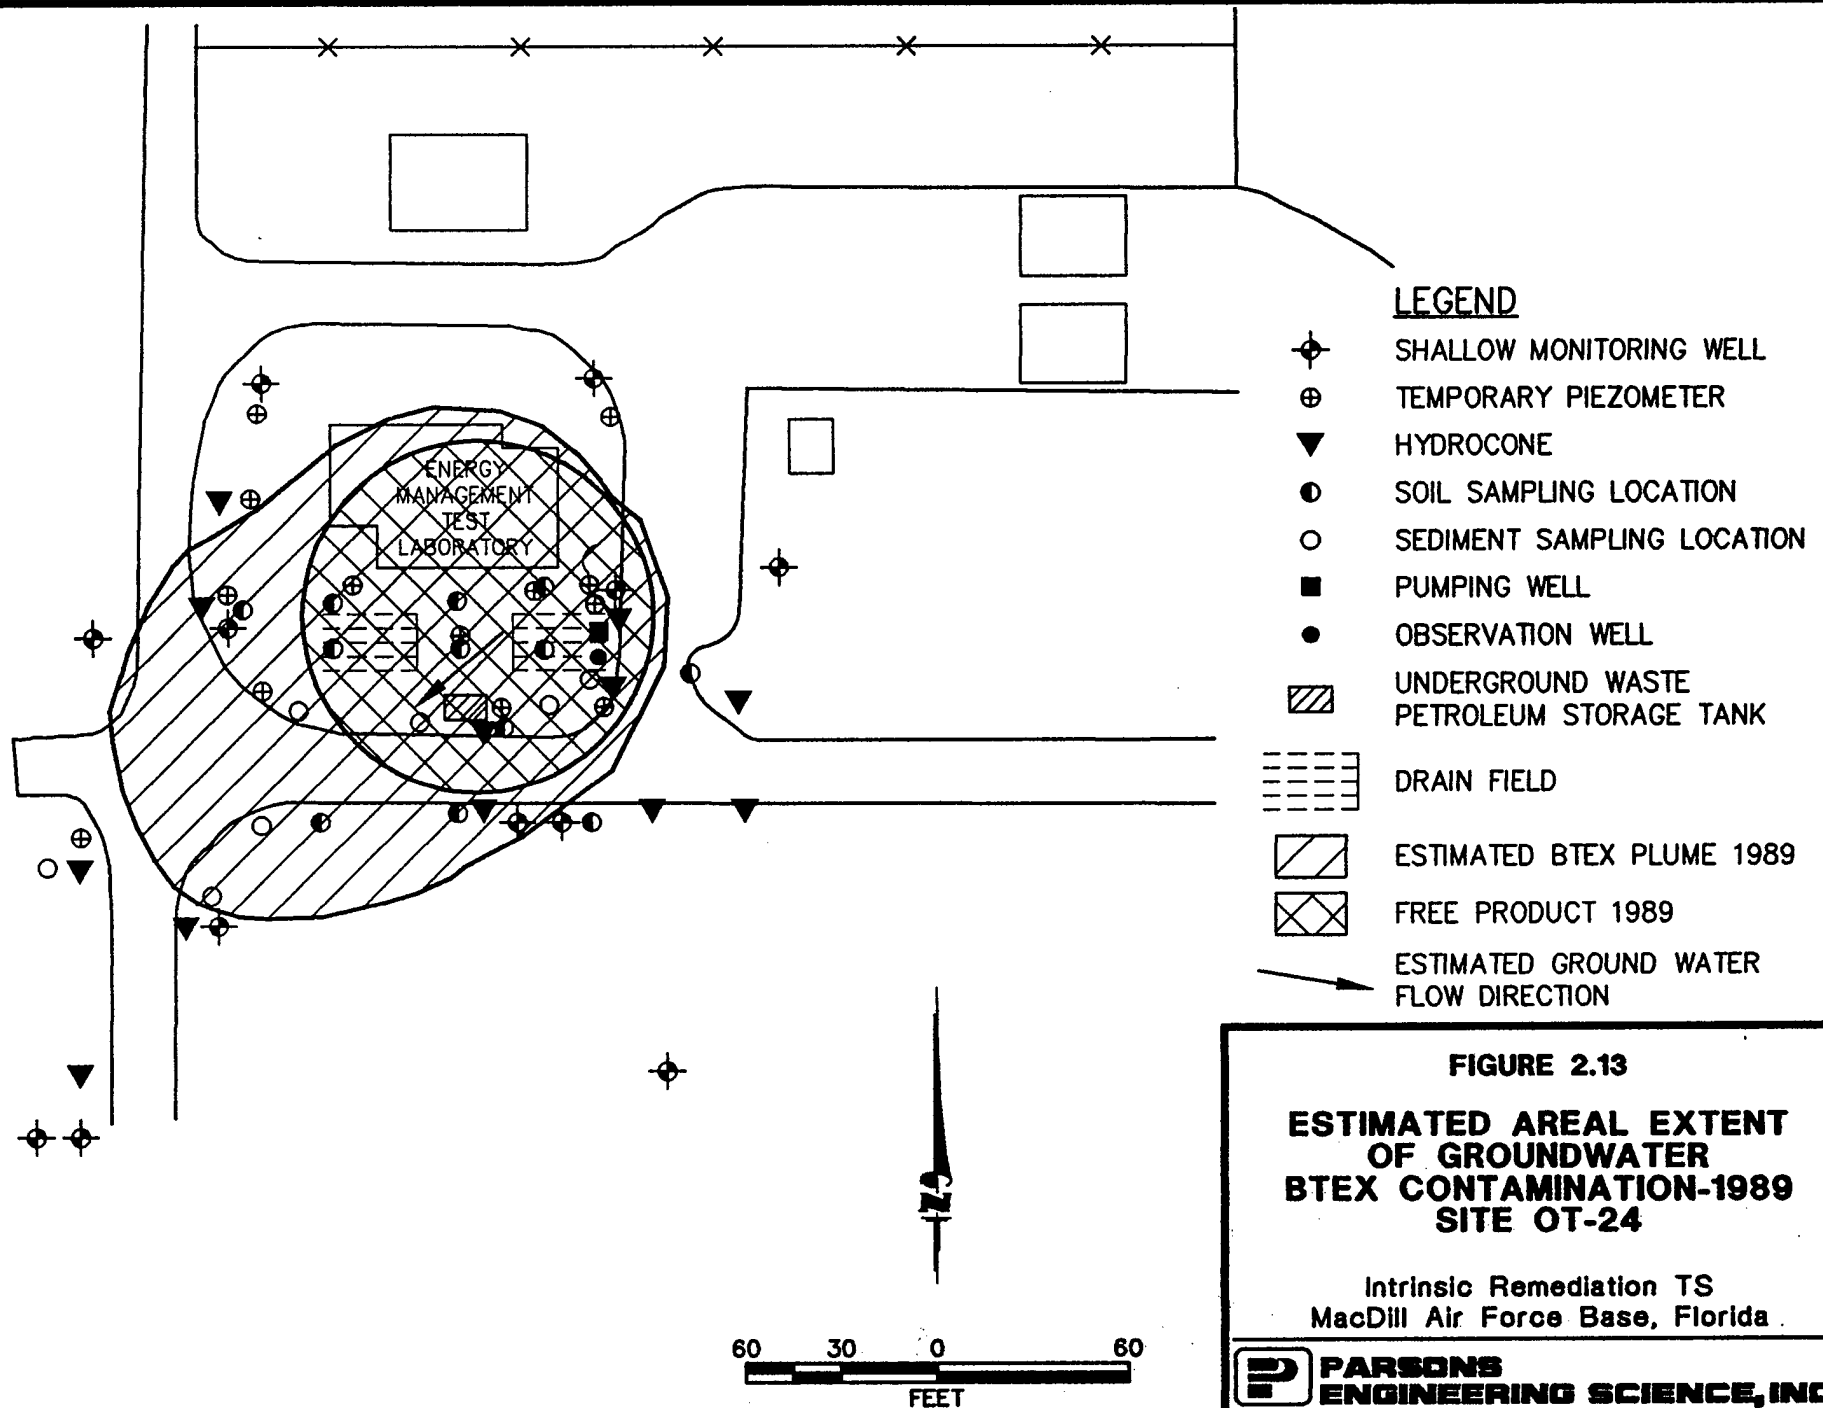 ENERGY
MANAGEMENT
TEST
LABORATORY
LEGEND
SHALLOW MONITORING WELL
TEMPORARY PIEZOMETER
HYDROCONE
SOIL SAMPLING LOCATION
SEDIMENT SAMPLING LOCATION
PUMPING WELL
OBSERVATION WELL
UNDERGROUND WASTE
PETROLEUM STORAGE TANK
DRAIN FIELD
ESTIMATED BTEX PLUME 1989
FREE PRODUCT 1989
ESTIMATED GROUND WATER
FLOW DIRECTION
60 30 0 60
FEET
FIGURE 2.13
ESTIMATED AREAL EXTENT
OF GROUNDWATER
BTEX CONTAMINATION-1989
SITE OT-24
Intrinsic Remediation TS
MacDill Air Force Base, Florida
PARSONS
ENGINEERING SCIENCE, INC